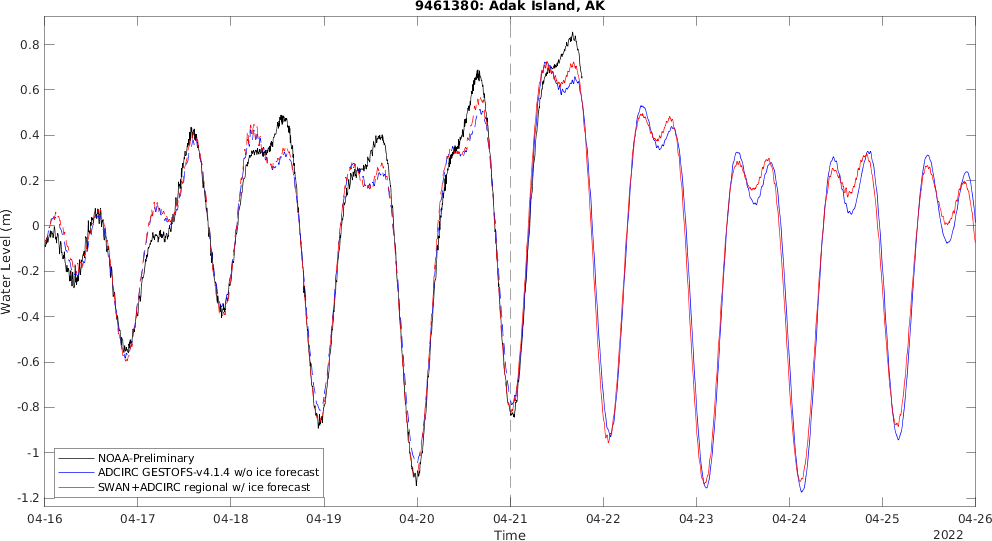 9461380: Adak Island, AK
Water Level (m)
0.8
0.6
0.4
0.2
0
-0.2
-0.4
-0.6
-0.8
-1
-1.2
NOAA-Preliminary
ADCIRC GESTOFS-v4.1.4 w/o ice forecast
SWAN+ADCIRC regional w/ ice forecast
04-16 04-17 04-18 04-19 04-20 04-21 04-22 04-23 04-24 04-25 04-26
Time
2022